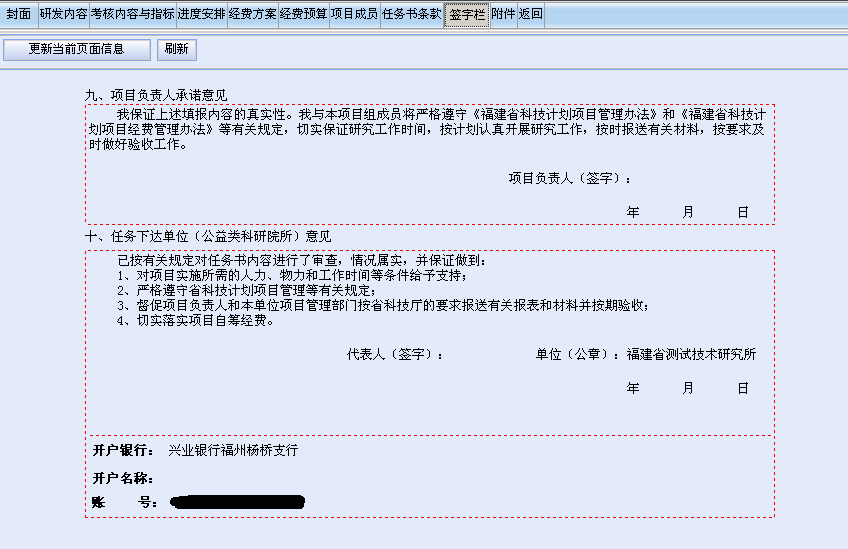 封面 研发内容 考核内容与指标 进度安排 经费方案 经费预算 项目成员 任务书条款 签字栏 附件 返回
更新当前页面信息 刷新
九、项目负责人承诺意见
我保证上述填报内容的真实性。我与本项目组成员将严格遵守《福建省科技计划项目管理办法》和《福建省科技计
划项目经费管理办法》等有关规定，切实保证研究工作时间，按计划认真开展研究工作，按时报送有关材料，按要求及
时做好验收工作。
项目负责人（签字）：
年 月 日
十、任务下达单位（公益类科研院所）意见
已按有关规定对任务书内容进行了审查，情况属实，并保证做到：
1、对项目实施所需的人力、物力和工作时间等条件给予支持；
2、严格遵守省科技计划项目管理等有关规定；
3、督促项目负责人和本单位项目管理部门按省科技厅的要求报送有关报表和材料并按期验收；
4、切实落实项目自筹经费。
代表人（签字）： 单位（公章）：福建省测试技术研究所
年 月 日
开户银行： 兴业银行福州杨桥支行
开户名称：
账 号：